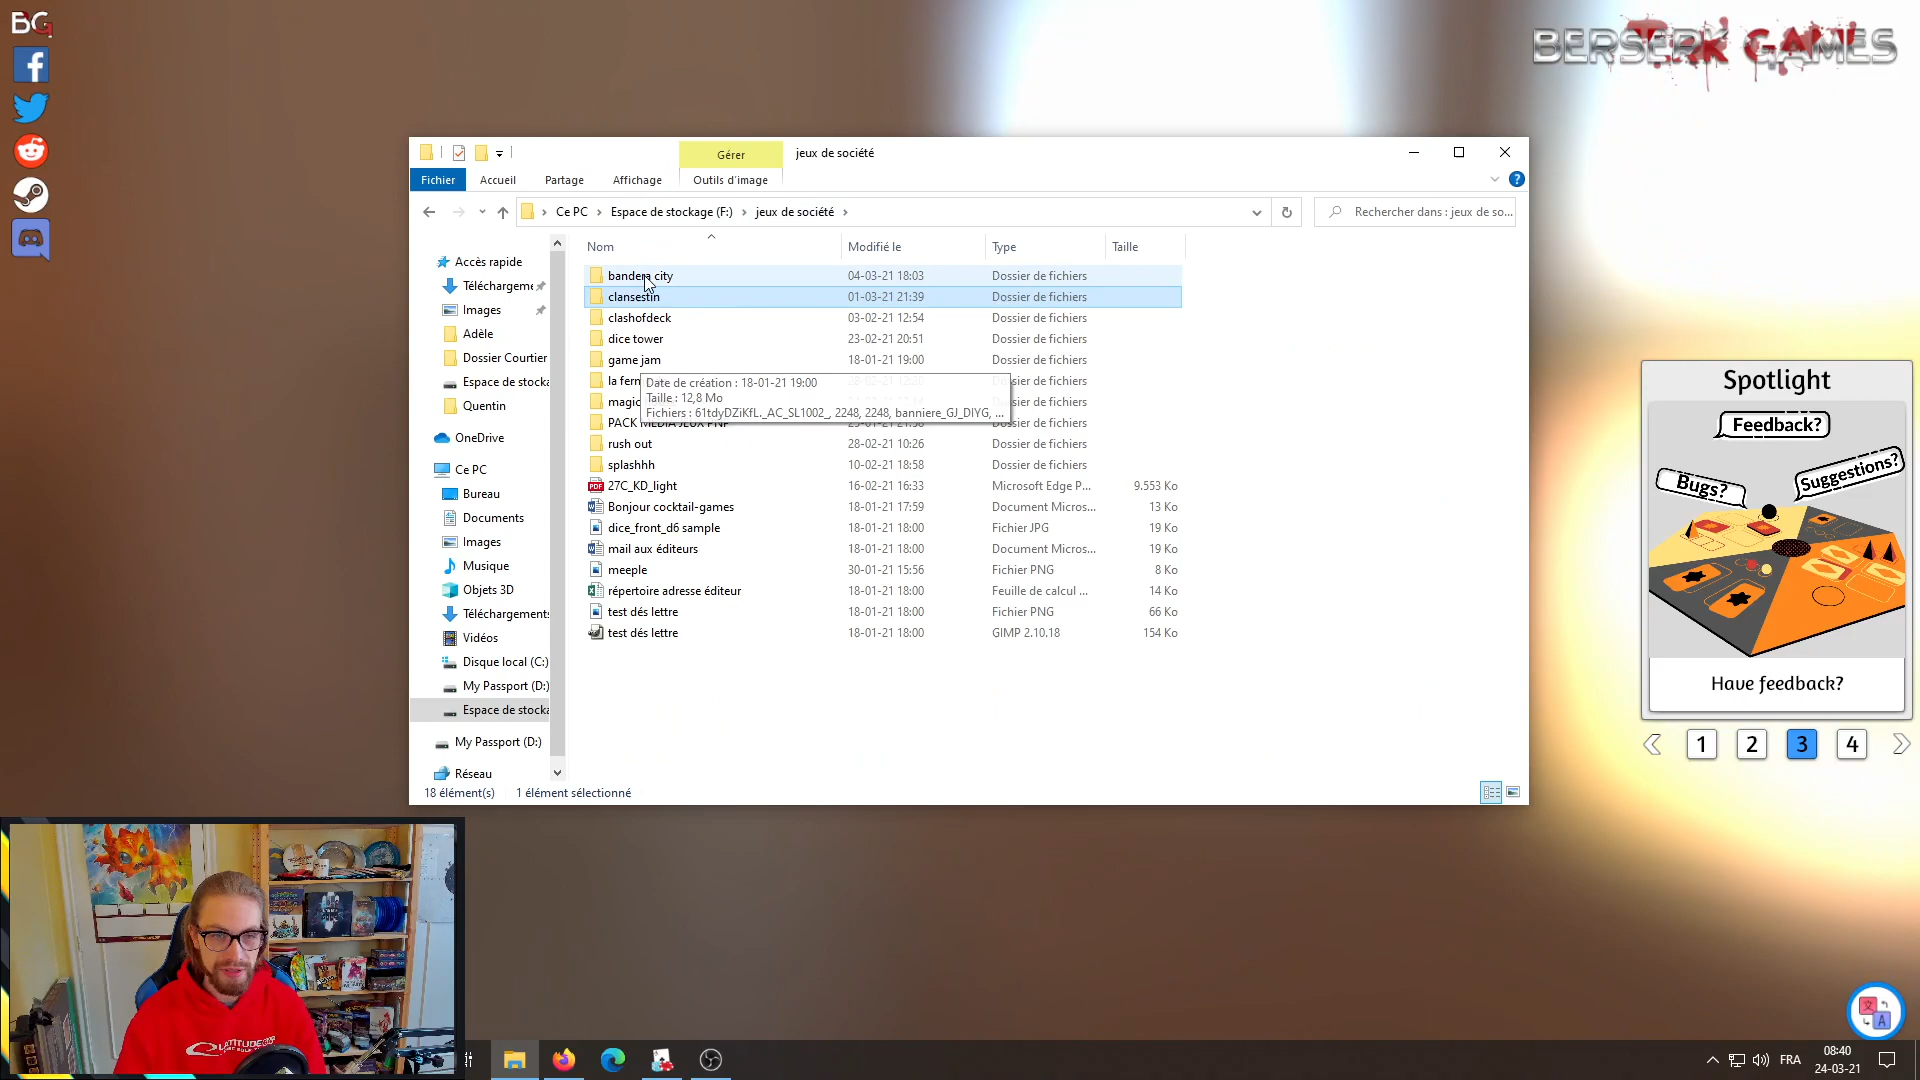 BG
BERSERK GAMES
Gérer
jeux de société
Fichier
Accueil
Partage
Affichage
Outils d'image
Ce PC
Espace de stockage (F:)
jeux de société
Rechercher dans : jeux de so...
Nom
Modifié le
Type
Taille
Accès rapide
Téléchargeme
Images
Adèle
Dossier Courtier
Espace de stocka
Quentin
OneDrive
Ce PC
Bureau
Documents
Images
Musique
Objets 3D
Téléchargements
Vidéos
Disque local (C:)
My Passport (D:)
Espace de stocka
My Passport (D:)
Réseau
bandera city 04-03-21 18:03 Dossier de fichiers
clansestin 01-03-21 21:39 Dossier de fichiers
clashofdeck 03-02-21 12:54 Dossier de fichiers
dice tower 23-02-21 20:51 Dossier de fichiers
game jam 18-01-21 19:00 Dossier de fichiers
la fern
magic
PACK MEDIA JEUX PNP
Date de création : 18-01-21 19:00
Taille : 12,8 Mo
Fichiers : 61tdyDZiKfL._AC_SL1002_, 2248, 2248, banniere_GJ_DIYG, ...
rush out 28-02-21 10:26 Dossier de fichiers
splashhh 10-02-21 18:58 Dossier de fichiers
27C_KD_light 16-02-21 16:33 Microsoft Edge P... 9.553 Ko
Bonjour cocktail-games 18-01-21 17:59 Document Micros... 13 Ko
dice_front_d6 sample 18-01-21 18:00 Fichier JPG 19 Ko
mail aux éditeurs 18-01-21 18:00 Document Micros... 19 Ko
meeple 30-01-21 15:56 Fichier PNG 8 Ko
répertoire adresse éditeur 18-01-21 18:00 Feuille de calcul ... 14 Ko
test dés lettre 18-01-21 18:00 Fichier PNG 66 Ko
test dés lettre 18-01-21 18:00 GIMP 2.10.18 154 Ko
18 élément(s) 1 élément sélectionné
Spotlight
Feedback?
Bugs?
Suggestions?
Have feedback?
1 2 3 4
LATITUDE
FRA
08:40
24-03-21